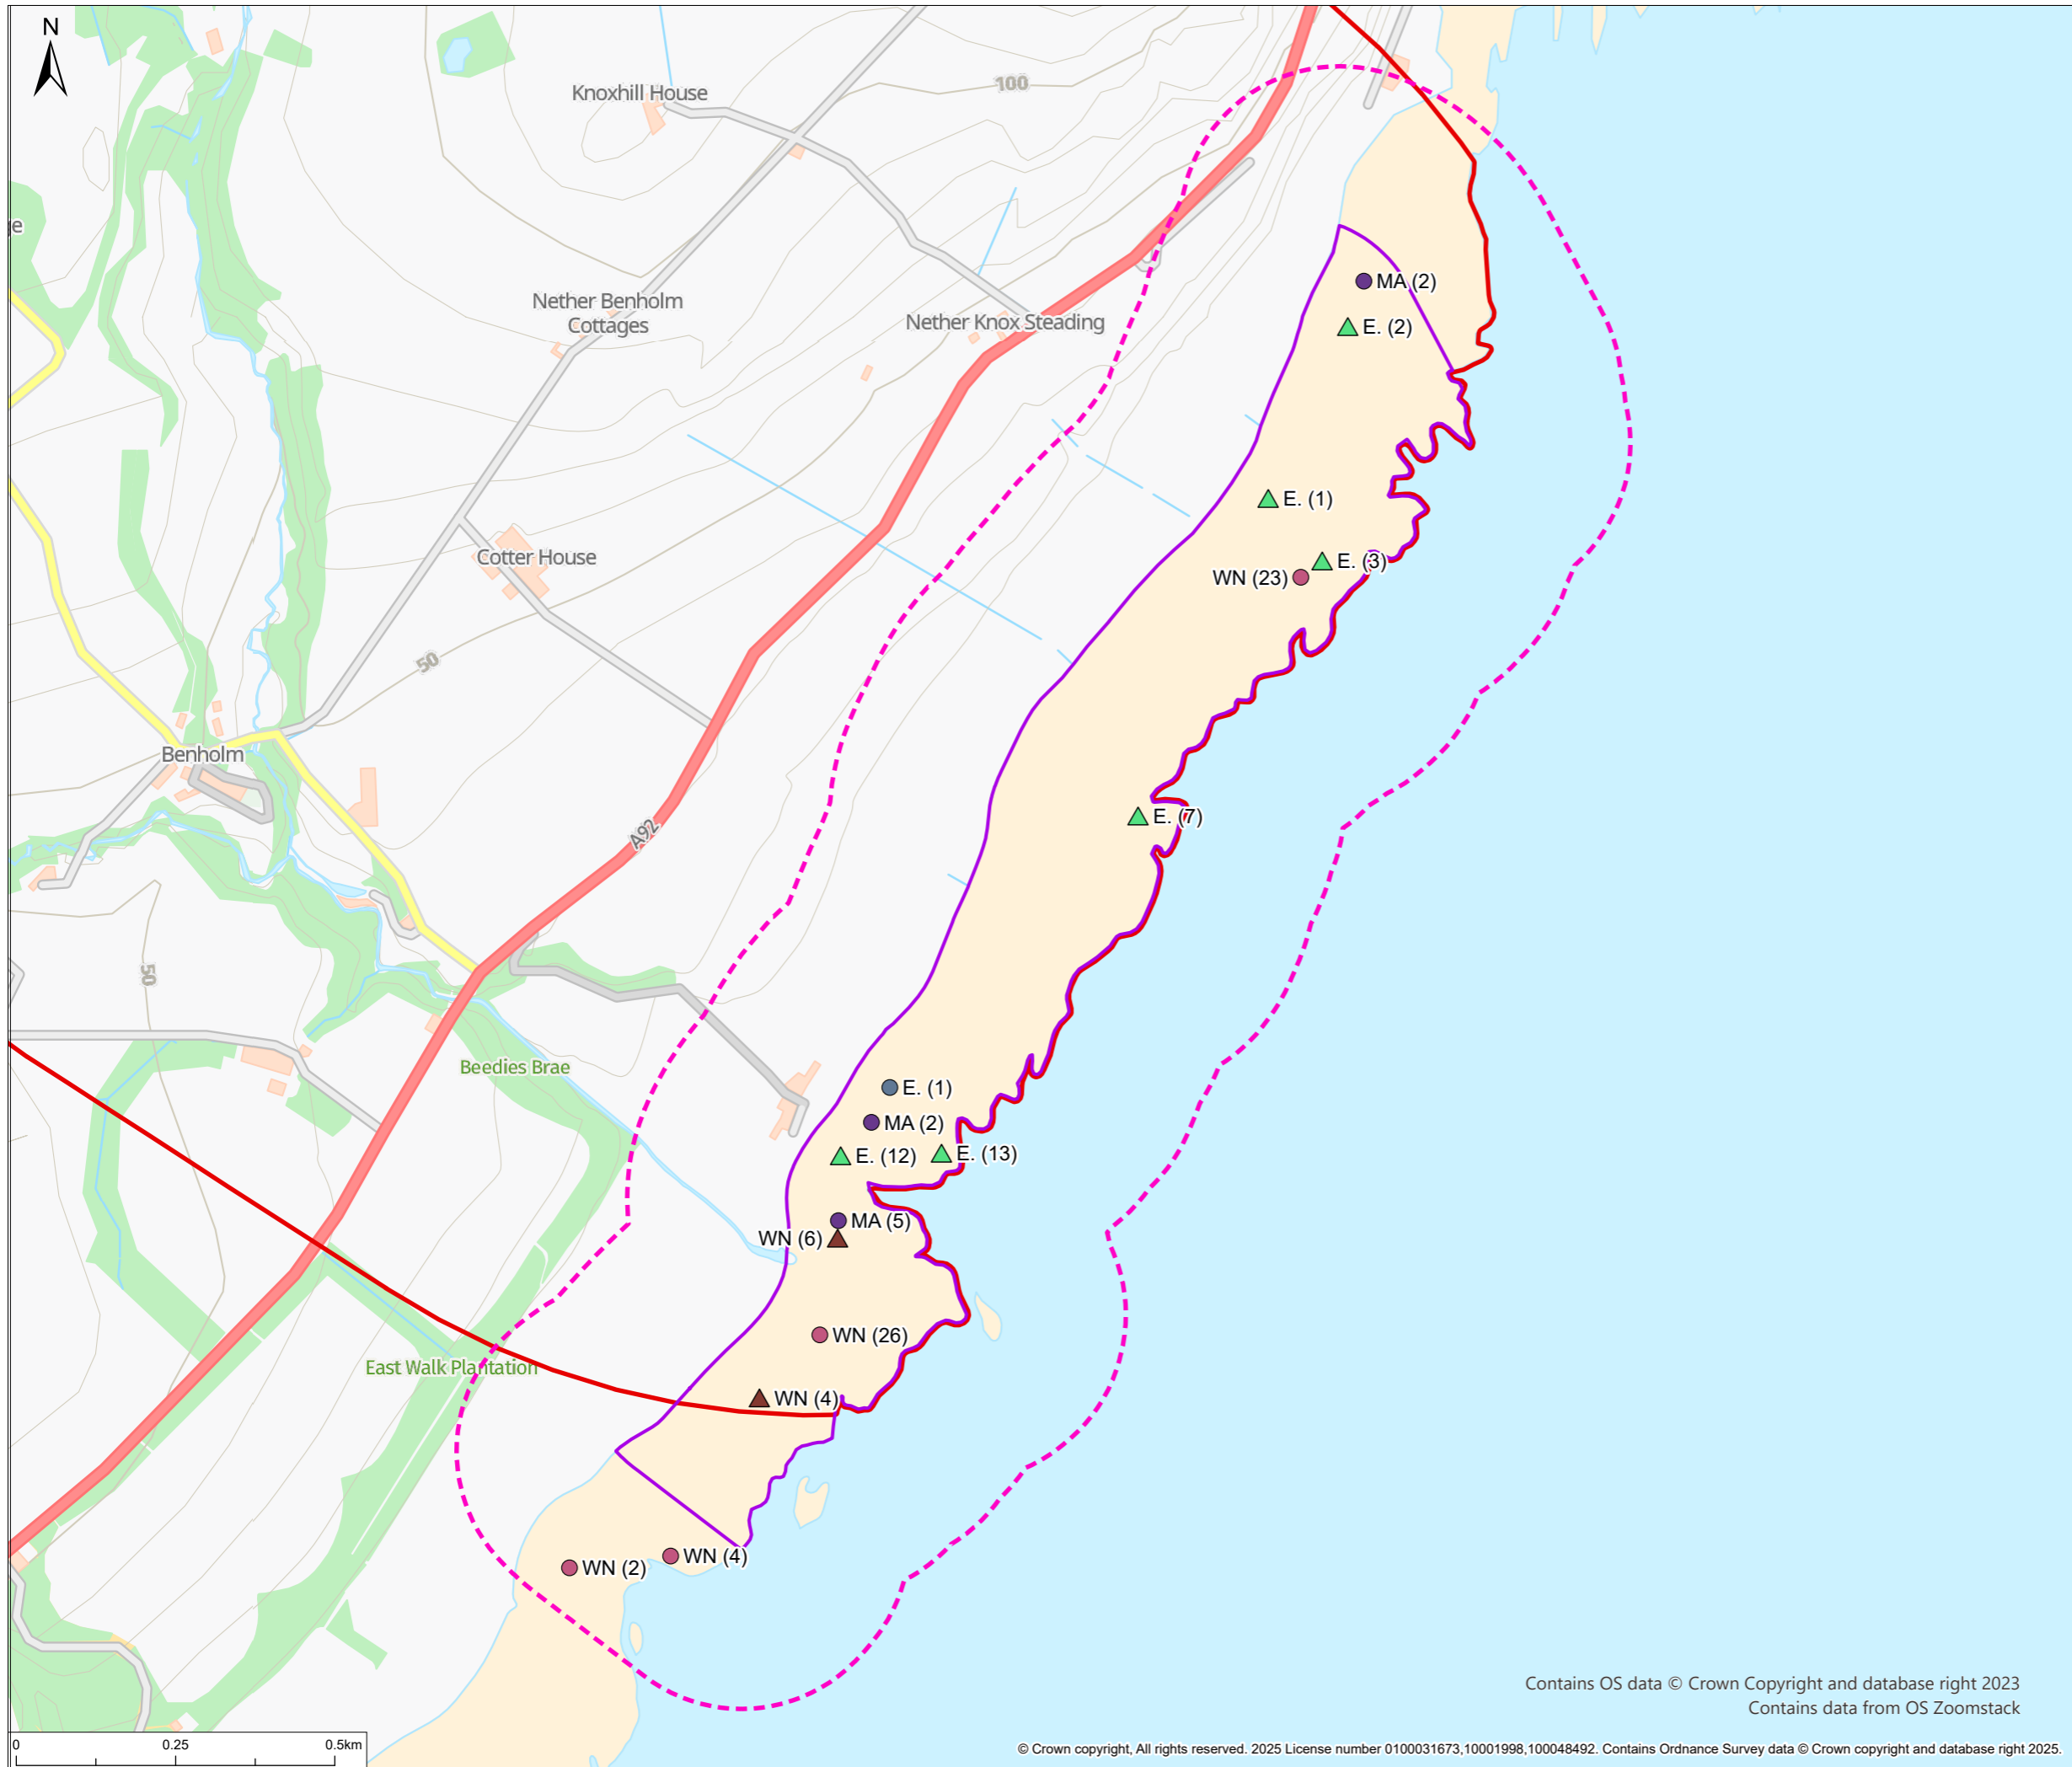 N
Knoxhill House
100
ge
MA (2)
Nether Benholm
Cottages
Nether Knox Steading
E. (2)
E. (1)
Cotter House
E. (3)
WN (23)
50
Benholm
E. (7)
A92
50
Beedies Brae
E. (1)
MA (2)
E. (12)
E. (13)
MA (5)
WN (6)
WN (26)
East Walk Plantation
WN (4)
WN (4)
WN (2)
Contains OS data © Crown Copyright and database right 2023
Contains data from OS Zoomstack
0 0.25 0.5km
© Crown copyright, All rights reserved. 2025 License number 0100031673,10001998,100048492. Contains Ordnance Survey data © Crown copyright and database right 2025.